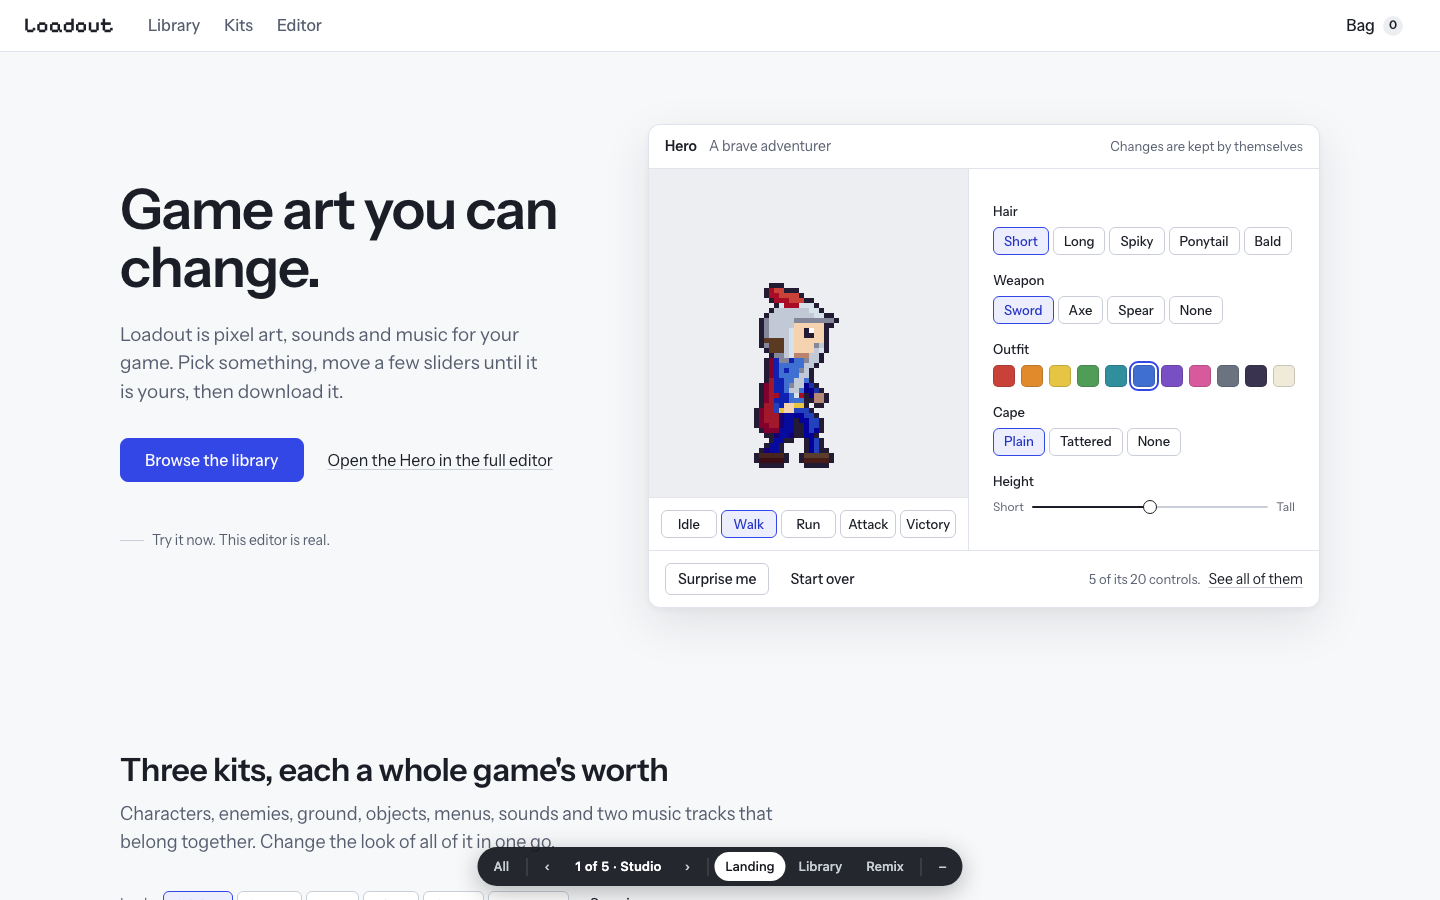 Loadout Library Kits Editor Bag 0
Game art you can
change.
Loadout is pixel art, sounds and music for your
game. Pick something, move a few sliders until it
is yours, then download it.
Browse the library Open the Hero in the full editor
Try it now. This editor is real.
Hero A brave adventurer Changes are kept by themselves
Hair
Short Long Spiky Ponytail Bald
Weapon
Sword Axe Spear None
Outfit
Cape
Plain Tattered None
Height
Short Tall
Idle Walk Run Attack Victory
Surprise me Start over 5 of its 20 controls. See all of them
Three kits, each a whole game's worth
Characters, enemies, ground, objects, menus, sounds and two music tracks that
belong together. Change the look of all of it in one go.
All ‹ 1 of 5 · Studio › Landing Library Remix –